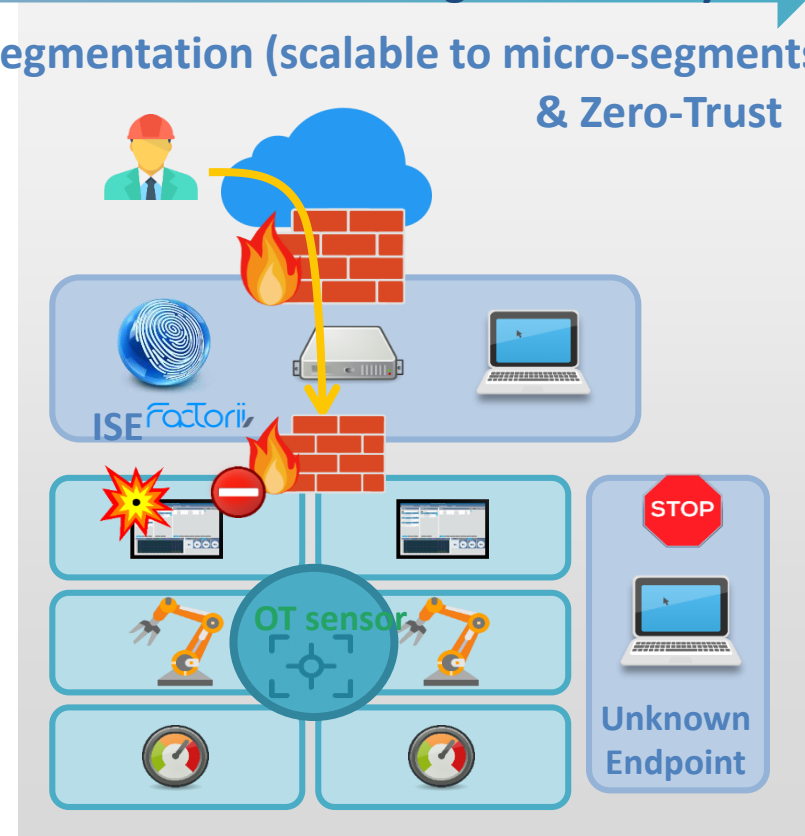 egmentation (scalable to micro-segments
& Zero-Trust
ISE
Factorii
STOP
OT sensor
Unknown
Endpoint